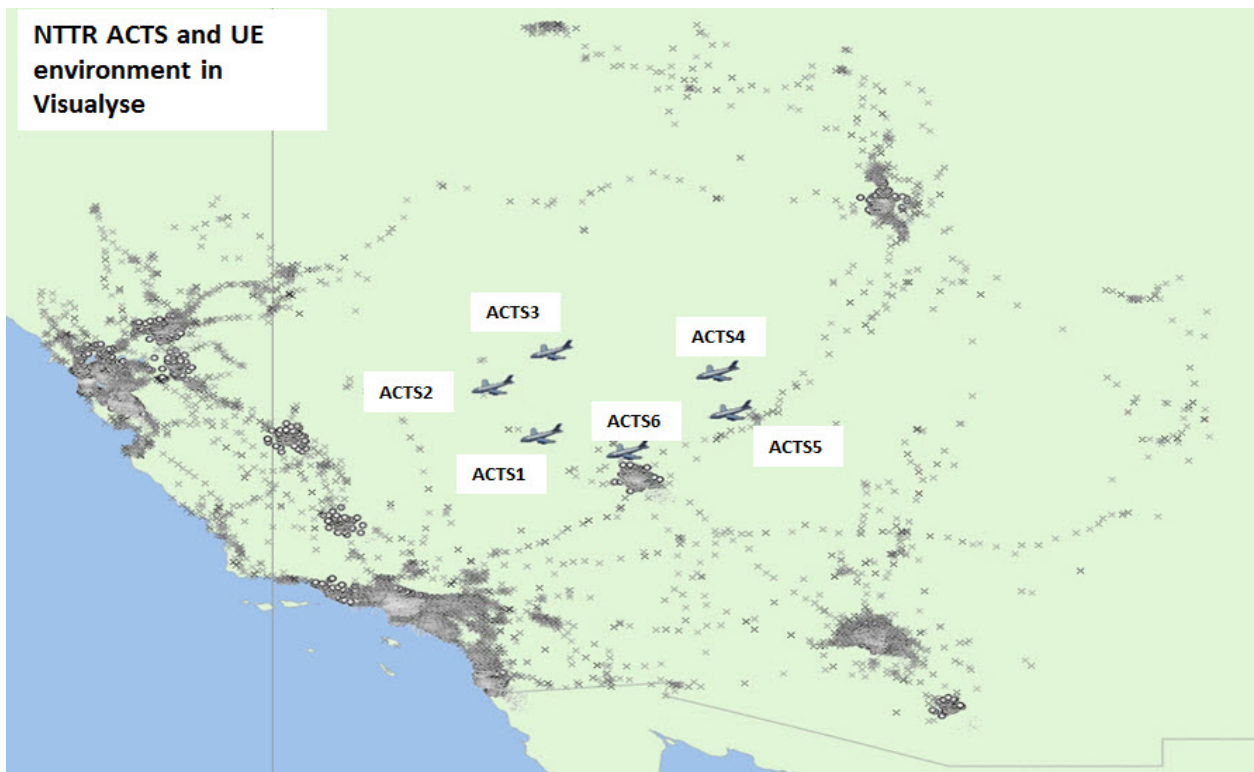 NTTR ACTS and UE
environment in
Visualyse
ACTS3
ACTS4
ACTS2
ACTS6
ACTS5
ACTS1